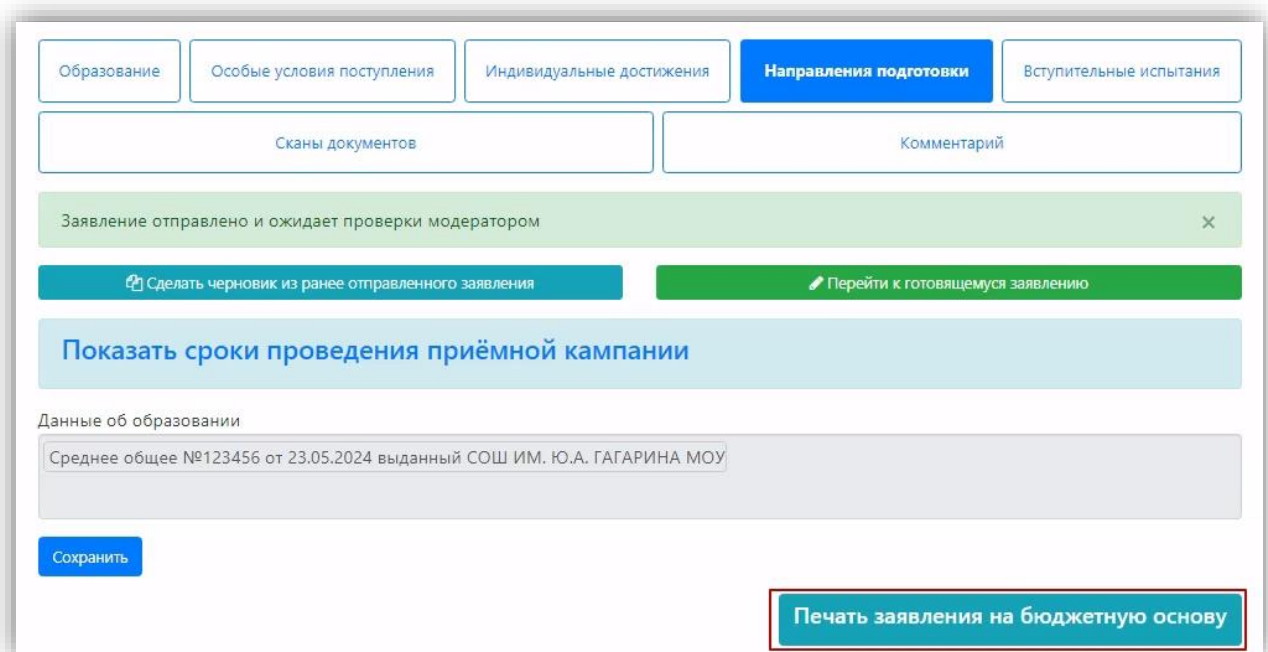 Образование
Особые условия поступления
Индивидуальные достижения
Направления подготовки
Вступительные испытания
Сканы документов
Комментарий
Заявление отправлено и ожидает проверки модератором ×
Сделать черновик из ранее отправленного заявления
Перейти к готовящемуся заявлению
Показать сроки проведения приёмной кампании
Данные об образовании
Среднее общее №123456 от 23.05.2024 выданный СОШ ИМ. Ю.А. ГАГАРИНА МОУ
Сохранить
Печать заявления на бюджетную основу